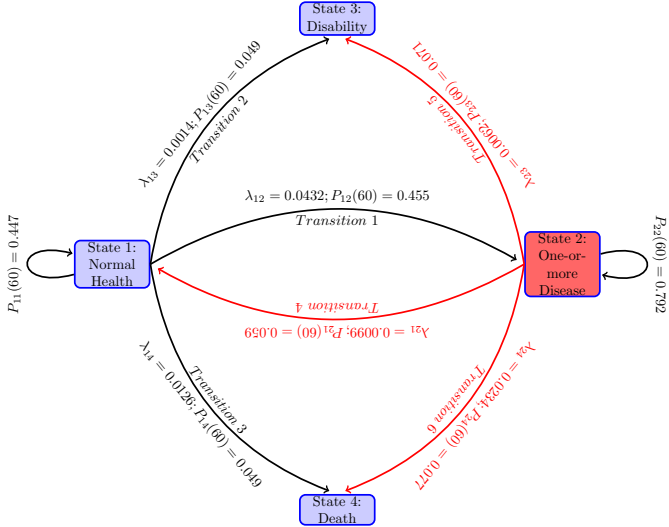 State 3:
Disability
λ13 = 0.0014; P13(60) = 0.049
Transition 2
λ23 = 0.0062; P23(60) = 0.071
Transition 5
λ12 = 0.0432; P12(60) = 0.455
Transition 1
P11(60) = 0.447
State 1:
Normal
Health
State 2:
One-or-
more
Disease
P22(60) = 0.792
Transition 4
λ21 = 0.0099; P21(60) = 0.059
λ14 = 0.0126; P14(60) = 0.049
Transition 3
λ24 = 0.0234; P24(60) = 0.077
Transition 6
State 4:
Death